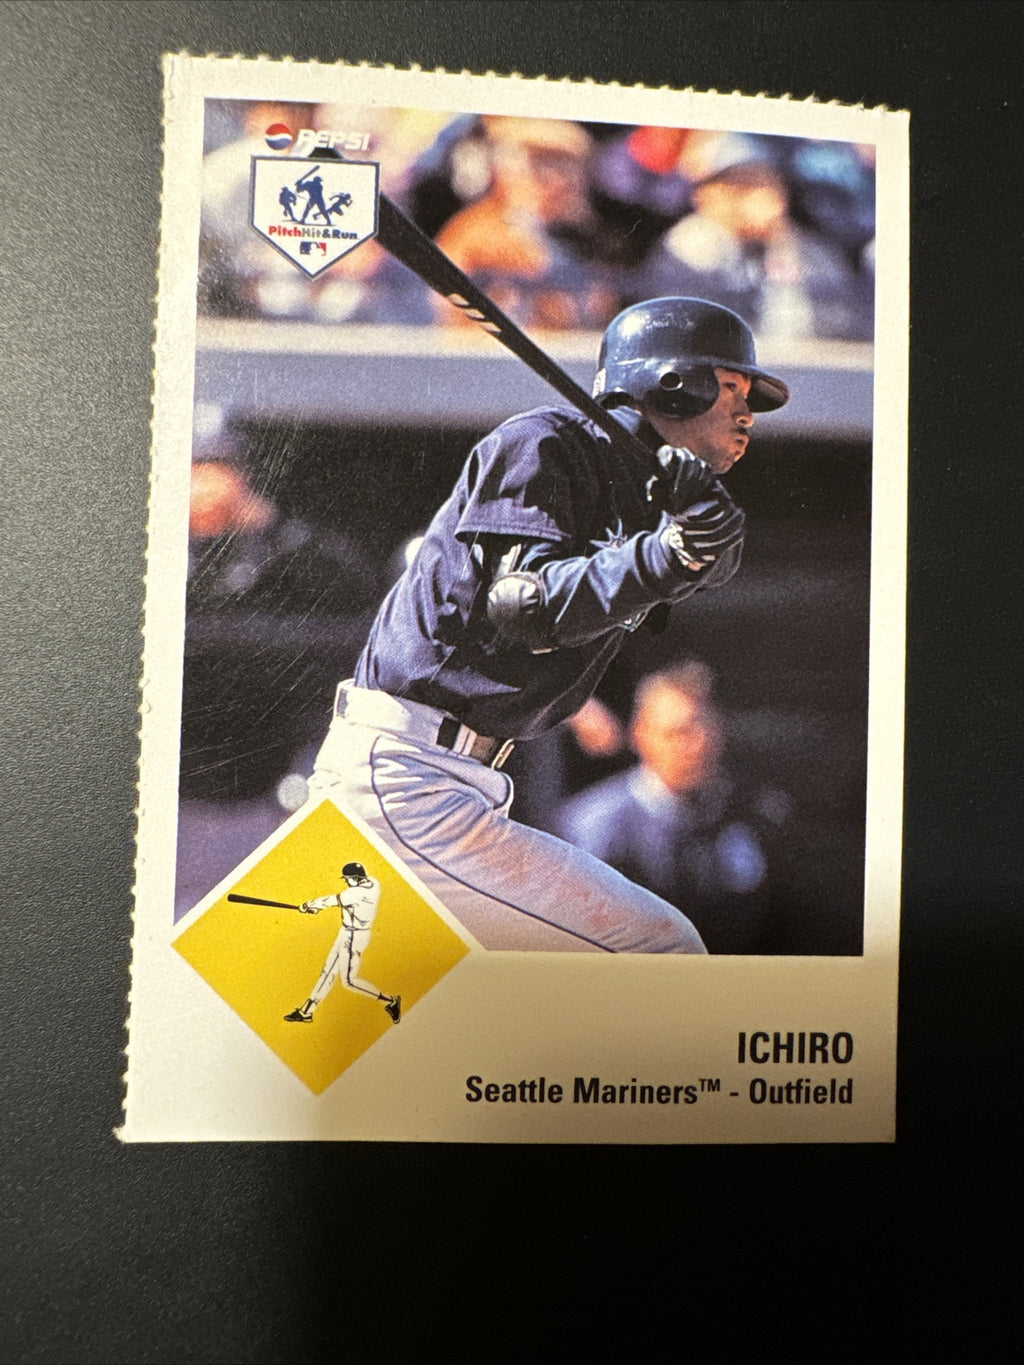 PEPSI
PitchHit&Run
ICHIRO
Seattle Mariners™ - Outfield